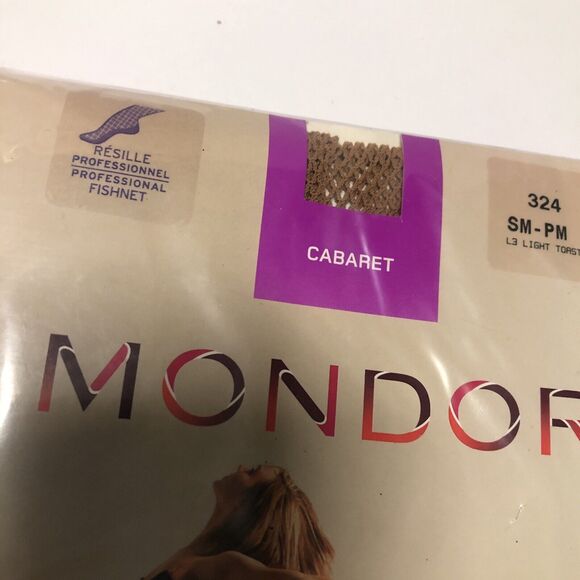 RÉSILLE
PROFESSIONNEL
PROFESSIONAL
FISHNET
CABARET
324
SM-PM
L3 LIGHT TOAST
MONDOR